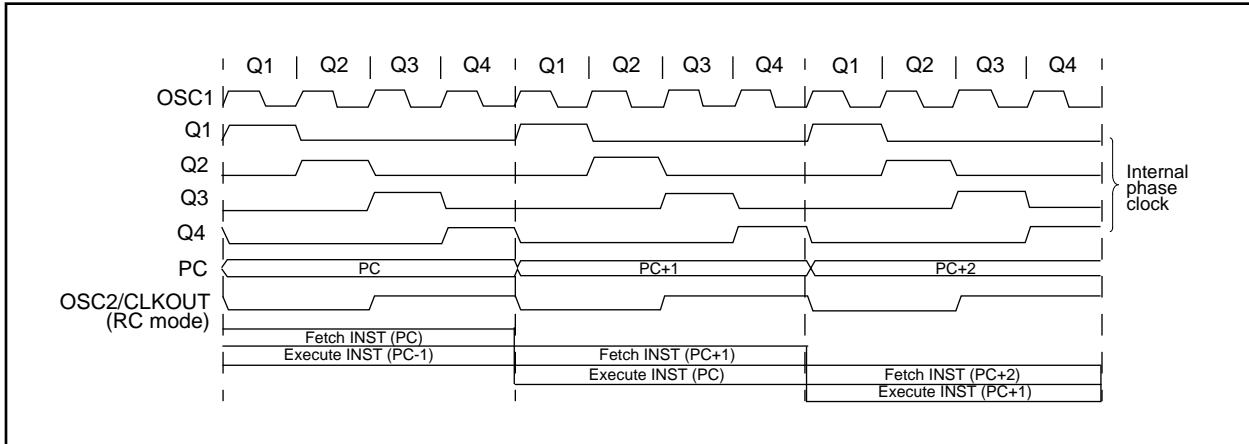 Q1 | Q2 | Q3 | Q4 | Q1 | Q2 | Q3 | Q4 | Q1 | Q2 | Q3 | Q4
OSC1
Q1
Q2
Q3
Q4
Internal
phase
clock
PC PC PC+1 PC+2
OSC2/CLKOUT
(RC mode)
Fetch INST (PC)
Execute INST (PC-1) Fetch INST (PC+1)
Execute INST (PC) Fetch INST (PC+2)
Execute INST (PC+1)